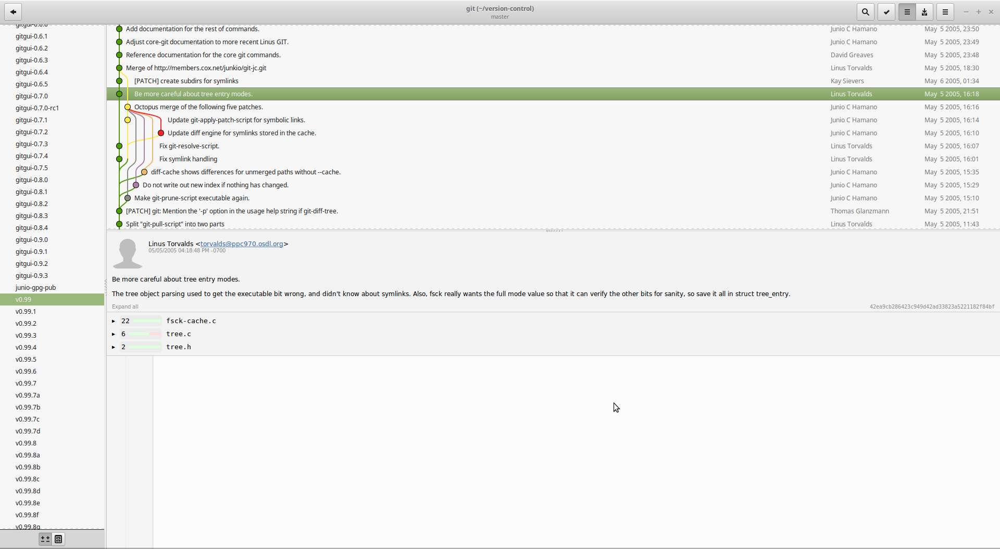 git (~/version-control)
master
gitgui-0.6.0
gitgui-0.6.1
gitgui-0.6.2
gitgui-0.6.3
gitgui-0.6.4
gitgui-0.6.5
gitgui-0.7.0
gitgui-0.7.0-rc1
gitgui-0.7.1
gitgui-0.7.2
gitgui-0.7.3
gitgui-0.7.4
gitgui-0.7.5
gitgui-0.8.0
gitgui-0.8.1
gitgui-0.8.2
gitgui-0.8.3
gitgui-0.8.4
gitgui-0.9.0
gitgui-0.9.1
gitgui-0.9.2
gitgui-0.9.3
junio-gpg-pub
v0.99
v0.99.1
v0.99.2
v0.99.3
v0.99.4
v0.99.5
v0.99.6
v0.99.7
v0.99.7a
v0.99.7b
v0.99.7c
v0.99.7d
v0.99.8
v0.99.8a
v0.99.8b
v0.99.8c
v0.99.8d
v0.99.8e
v0.99.8f
v0.99.8g
Add documentation for the rest of commands. Junio C Hamano May 5 2005, 23:50
Adjust core-git documentation to more recent Linus GIT. Junio C Hamano May 5 2005, 23:49
Reference documentation for the core git commands. David Greaves May 5 2005, 23:48
Merge of http://members.cox.net/junkio/git-jc.git Linus Torvalds May 5 2005, 18:30
[PATCH] create subdirs for symlinks Kay Sievers May 6 2005, 01:34
Be more careful about tree entry modes. Linus Torvalds May 5 2005, 16:18
Octopus merge of the following five patches. Junio C Hamano May 5 2005, 16:16
Update git-apply-patch-script for symbolic links. Junio C Hamano May 5 2005, 16:14
Update diff engine for symlinks stored in the cache. Junio C Hamano May 5 2005, 16:10
Fix git-resolve-script. Linus Torvalds May 5 2005, 16:07
Fix symlink handling Linus Torvalds May 5 2005, 16:01
diff-cache shows differences for unmerged paths without --cache. Junio C Hamano May 5 2005, 15:35
Do not write out new index if nothing has changed. Junio C Hamano May 5 2005, 15:29
Make git-prune-script executable again. Junio C Hamano May 5 2005, 15:10
[PATCH] git: Mention the '-p' option in the usage help string if git-diff-tree. Thomas Glanzmann May 5 2005, 21:51
Split "git-pull-script" into two parts Linus Torvalds May 5 2005, 11:43
Linus Torvalds <torvalds@ppc970.osdl.org>
05/05/2005 04:18:48 PM -0700
Be more careful about tree entry modes.
The tree object parsing used to get the executable bit wrong, and didn't know about symlinks. Also, fsck really wants the full mode value so that it can verify the other bits for sanity, so save it all in struct tree_entry.
Expand all 42ea9cb286423c949d42ad33823a5221182f84bf
22 fsck-cache.c
6 tree.c
2 tree.h